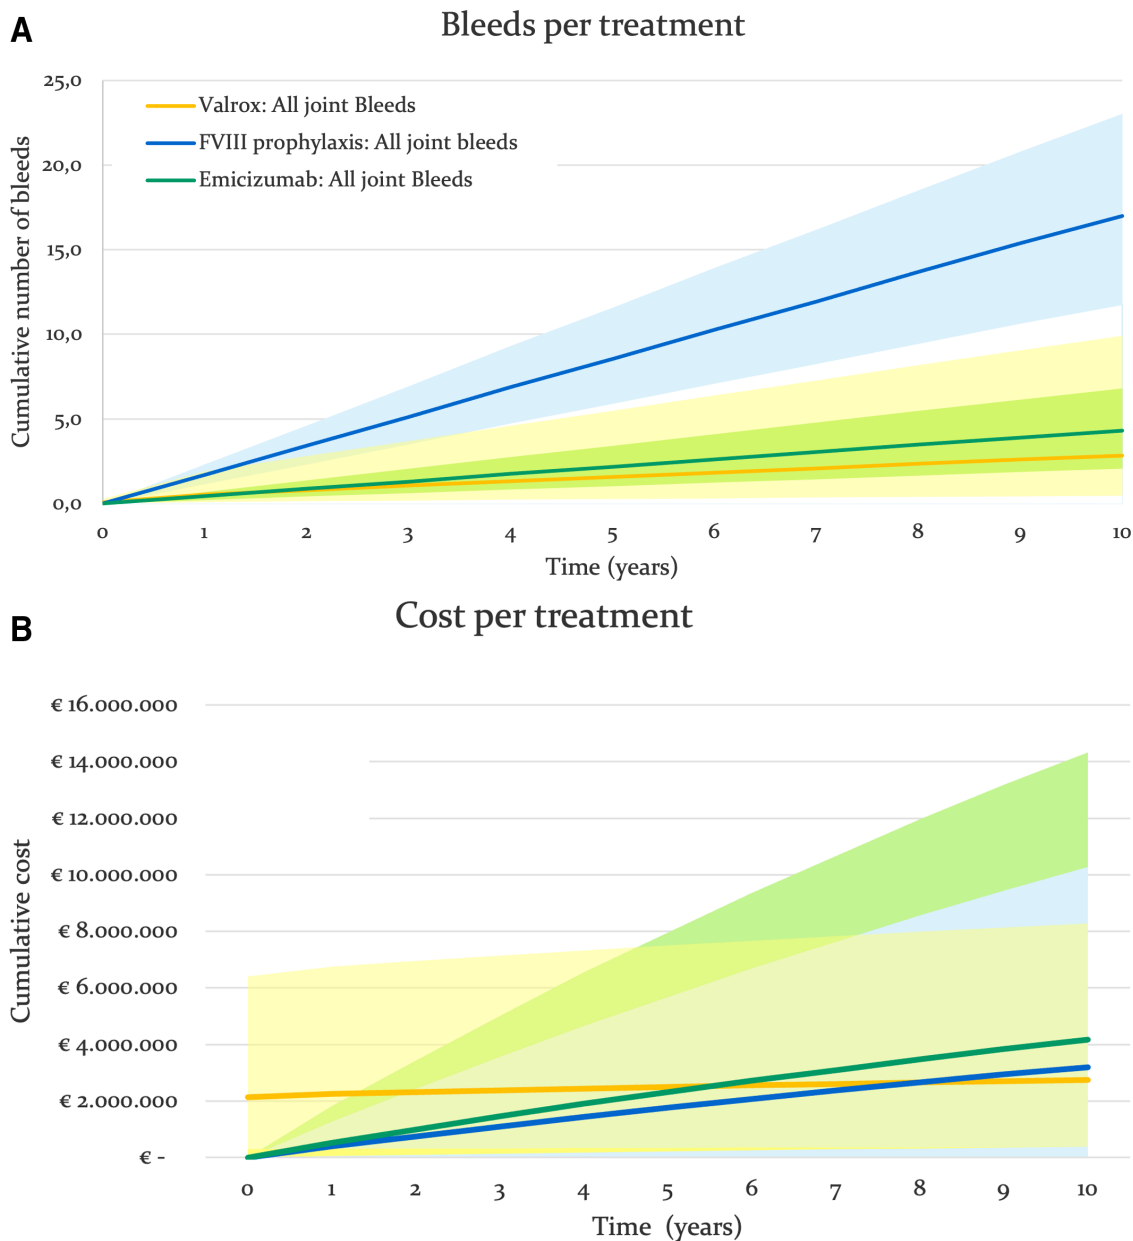 A
Bleeds per treatment
Cumulative number of bleeds
25,0
20,0
15,0
10,0
5,0
0,0
Valrox: All joint Bleeds
FVIII prophylaxis: All joint bleeds
Emicizumab: All joint Bleeds
0 1 2 3 4 5 6 7 8 9 10
Time (years)
B
Cost per treatment
Cumulative cost
€ 16.000.000
€ 14.000.000
€ 12.000.000
€ 10.000.000
€ 8.000.000
€ 6.000.000
€ 4.000.000
€ 2.000.000
€ -
0 1 2 3 4 5 6 7 8 9 10
Time (years)